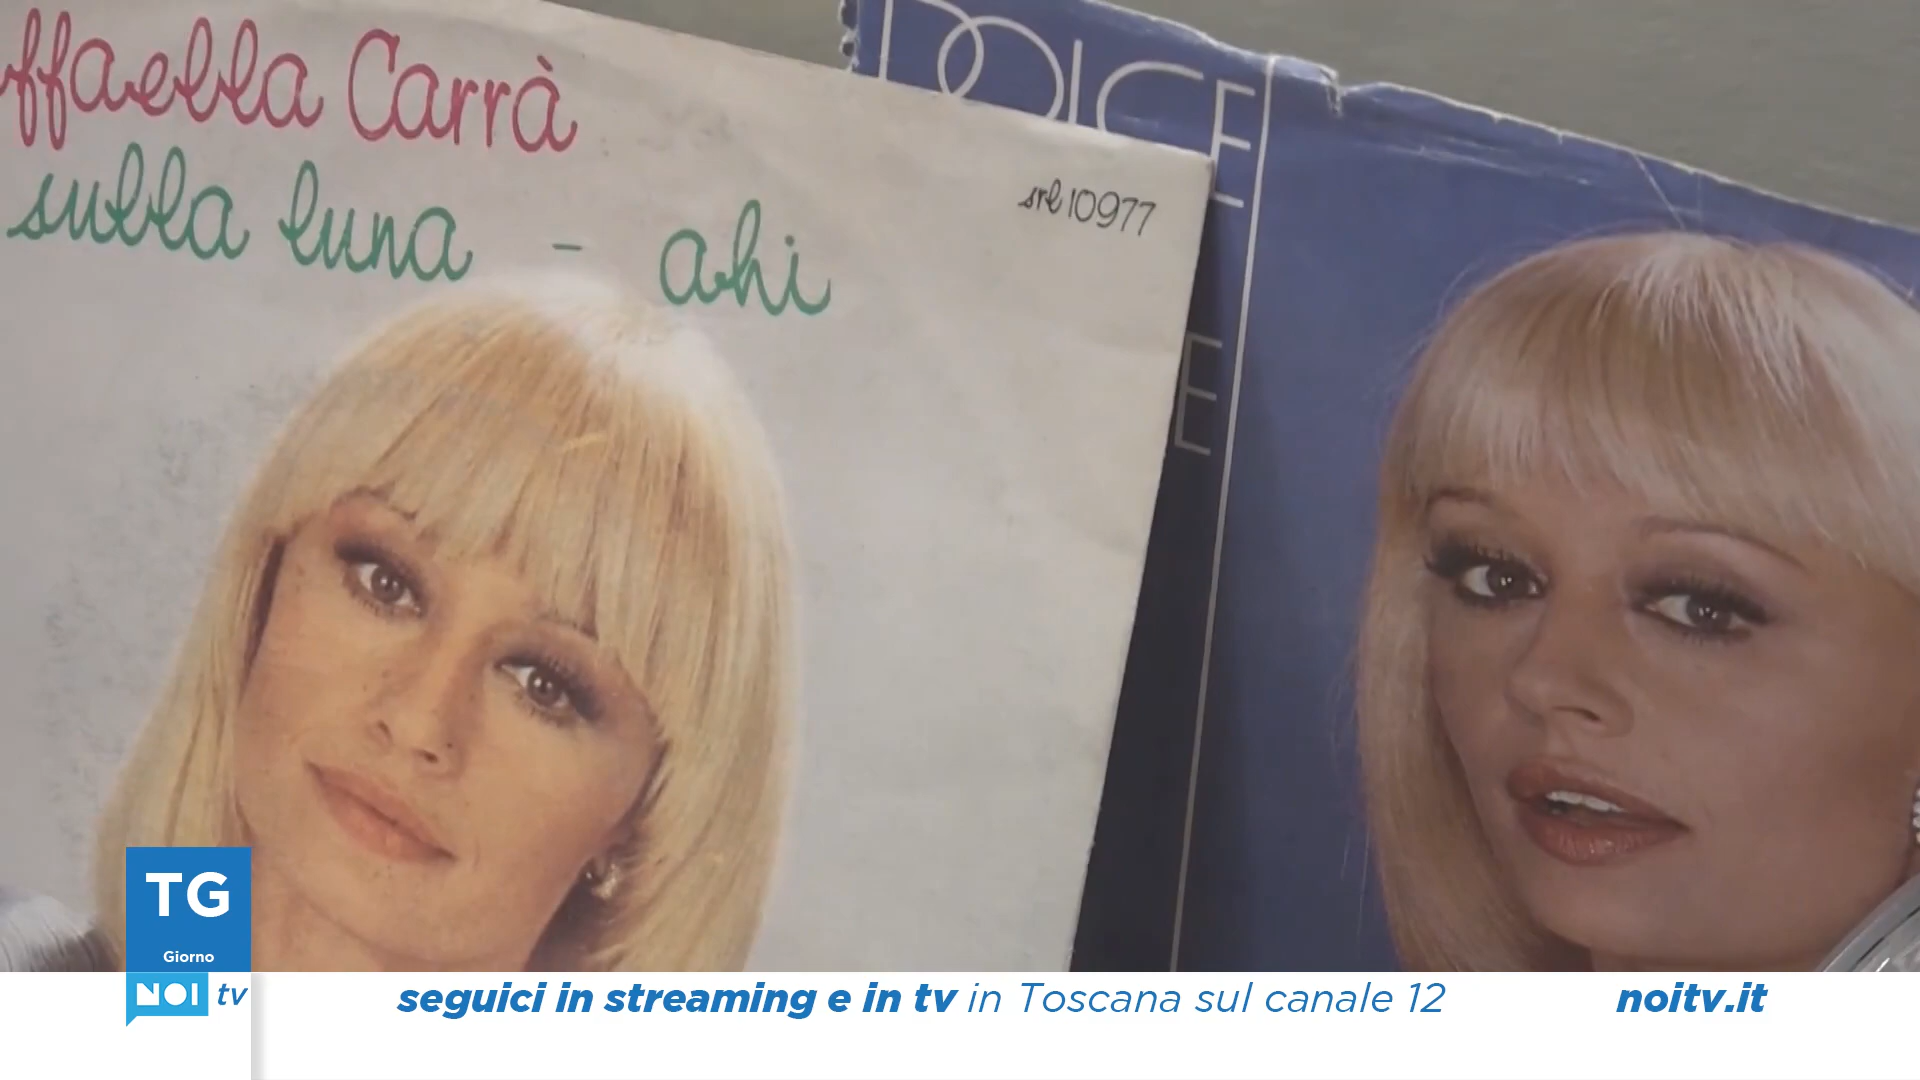 ffaella Carrà
sulla luna - ahi
srl 10977
DOLCE
E
E
TG
Giorno
NOI tv
seguici in streaming e in tv in Toscana sul canale 12
noitv.it